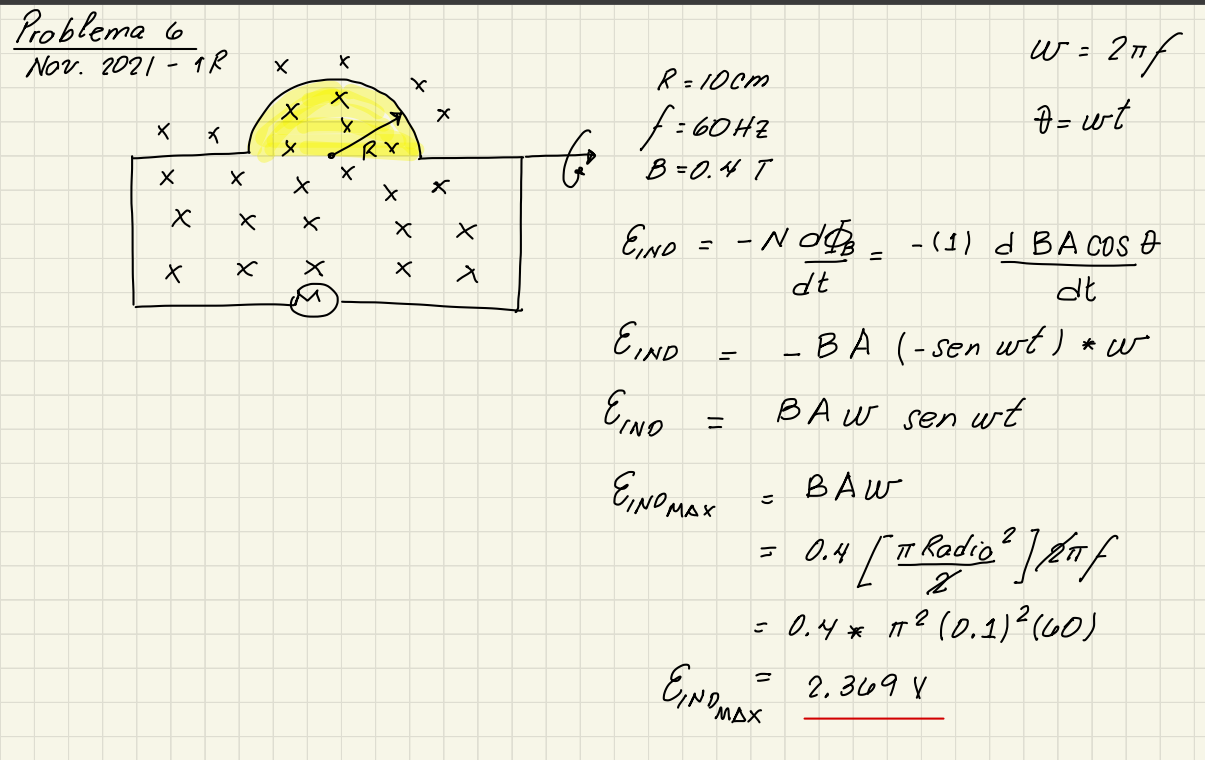 Problema 6
Nov. 2021 - 1R
R
M
R = 10cm
f = 60HZ
B = 0.4 T
w = 2πf
θ = wt
ε_IND = - N dΦ_B/dt = -(1) d BA cos θ/dt
ε_IND = - BA (-sen wt) * w
ε_IND = BAw sen wt
ε_IND_MAX = BAw
= 0.4 [π Radio²/2] 2πf
= 0.4 * π² (0.1)² (60)
ε_IND_MAX = 2.369 V